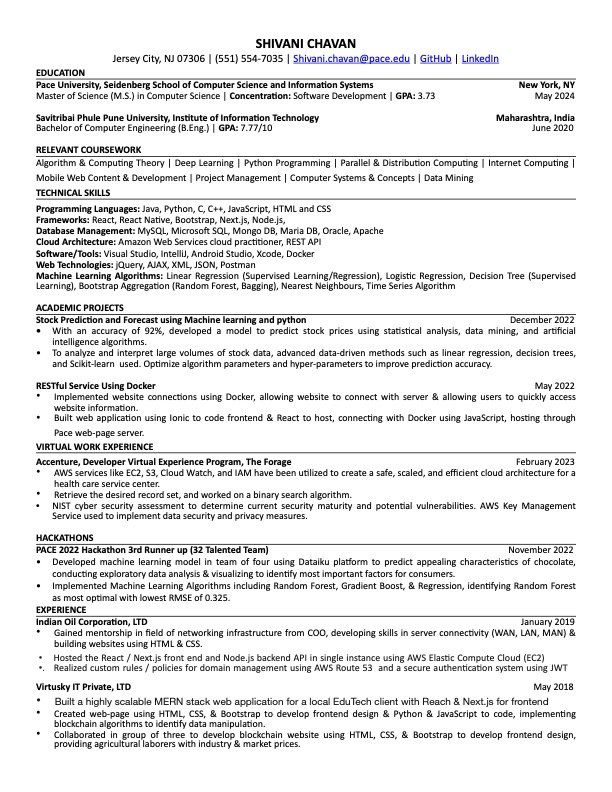 SHIVANI CHAVAN
Jersey City, NJ 07306 | (551) 554-7035 | Shivani.chavan@pace.edu | GitHub | LinkedIn
EDUCATION
Pace University, Seidenberg School of Computer Science and Information Systems New York, NY
Master of Science (M.S.) in Computer Science | Concentration: Software Development | GPA: 3.73 May 2024
Savitribai Phule Pune University, Institute of Information Technology Maharashtra, India
Bachelor of Computer Engineering (B.Eng.) | GPA: 7.77/10 June 2020
RELEVANT COURSEWORK
Algorithm & Computing Theory | Deep Learning | Python Programming | Parallel & Distribution Computing | Internet Computing |
Mobile Web Content & Development | Project Management | Computer Systems & Concepts | Data Mining
TECHNICAL SKILLS
Programming Languages: Java, Python, C, C++, JavaScript, HTML and CSS
Frameworks: React, React Native, Bootstrap, Next.js, Node.js,
Database Management: MySQL, Microsoft SQL, Mongo DB, Maria DB, Oracle, Apache
Cloud Architecture: Amazon Web Services cloud practitioner, REST API
Software/Tools: Visual Studio, IntelliJ, Android Studio, Xcode, Docker
Web Technologies: jQuery, AJAX, XML, JSON, Postman
Machine Learning Algorithms: Linear Regression (Supervised Learning/Regression), Logistic Regression, Decision Tree (Supervised
Learning), Bootstrap Aggregation (Random Forest, Bagging), Nearest Neighbours, Time Series Algorithm
ACADEMIC PROJECTS
Stock Prediction and Forecast using Machine learning and python December 2022
• With an accuracy of 92%, developed a model to predict stock prices using statistical analysis, data mining, and artificial
intelligence algorithms.
• To analyze and interpret large volumes of stock data, advanced data-driven methods such as linear regression, decision trees,
and Scikit-learn used. Optimize algorithm parameters and hyper-parameters to improve prediction accuracy.
RESTful Service Using Docker May 2022
• Implemented website connections using Docker, allowing website to connect with server & allowing users to quickly access
website information.
• Built web application using Ionic to code frontend & React to host, connecting with Docker using JavaScript, hosting through
Pace web-page server.
VIRTUAL WORK EXPERIENCE
Accenture, Developer Virtual Experience Program, The Forage February 2023
• AWS services like EC2, S3, Cloud Watch, and IAM have been utilized to create a safe, scaled, and efficient cloud architecture for a
health care service center.
• Retrieve the desired record set, and worked on a binary search algorithm.
• NIST cyber security assessment to determine current security maturity and potential vulnerabilities. AWS Key Management
Service used to implement data security and privacy measures.
HACKATHONS
PACE 2022 Hackathon 3rd Runner up (32 Talented Team) November 2022
• Developed machine learning model in team of four using Dataiku platform to predict appealing characteristics of chocolate,
conducting exploratory data analysis & visualizing to identify most important factors for consumers.
• Implemented Machine Learning Algorithms including Random Forest, Gradient Boost, & Regression, identifying Random Forest
as most optimal with lowest RMSE of 0.325.
EXPERIENCE
Indian Oil Corporation, LTD January 2019
• Gained mentorship in field of networking infrastructure from COO, developing skills in server connectivity (WAN, LAN, MAN) &
building websites using HTML & CSS.
• Hosted the React / Next.js front end and Node.js backend API in single instance using AWS Elastic Compute Cloud (EC2)
•. Realized custom rules / policies for domain management using AWS Route 53 and a secure authentication system using JWT
Virtusky IT Private, LTD May 2018
• Built a highly scalable MERN stack web application for a local EduTech client with Reach & Next.js for frontend
• Created web-page using HTML, CSS, & Bootstrap to develop frontend design & Python & JavaScript to code, implementing
blockchain algorithms to identify data manipulation.
• Collaborated in group of three to develop blockchain website using HTML, CSS, & Bootstrap to develop frontend design,
providing agricultural laborers with industry & market prices.